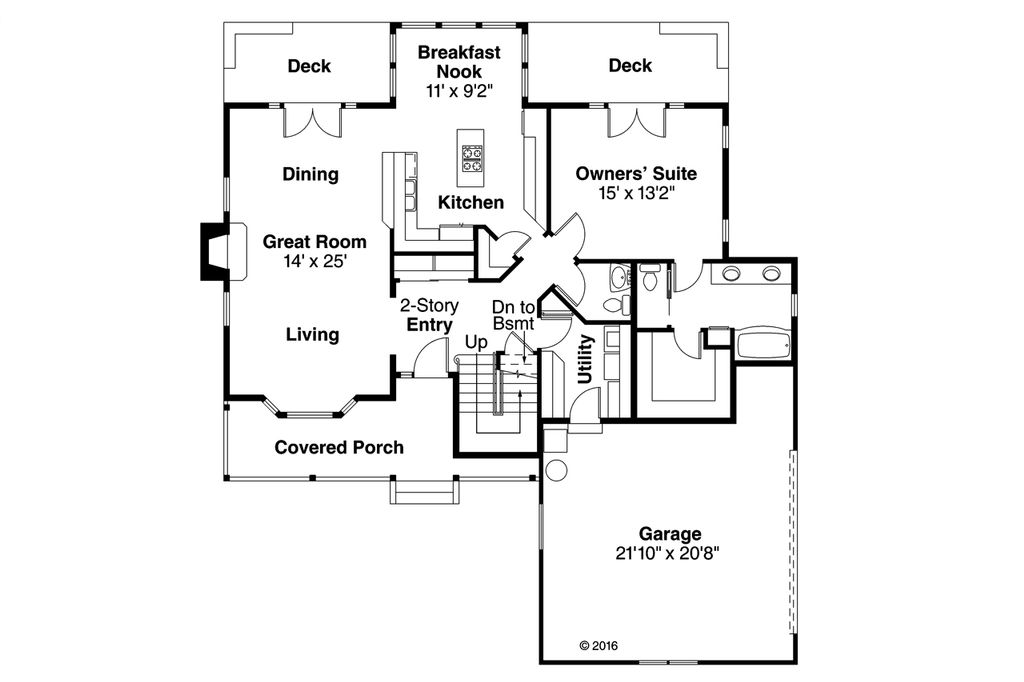 Deck
Breakfast
Nook
11' x 9'2"
Deck
Dining
Kitchen
Owners' Suite
15' x 13'2"
Great Room
14' x 25'
2-Story
Entry
Dn to
Bsmt
Living
Up
Utility
Covered Porch
Garage
21'10" x 20'8"
© 2016